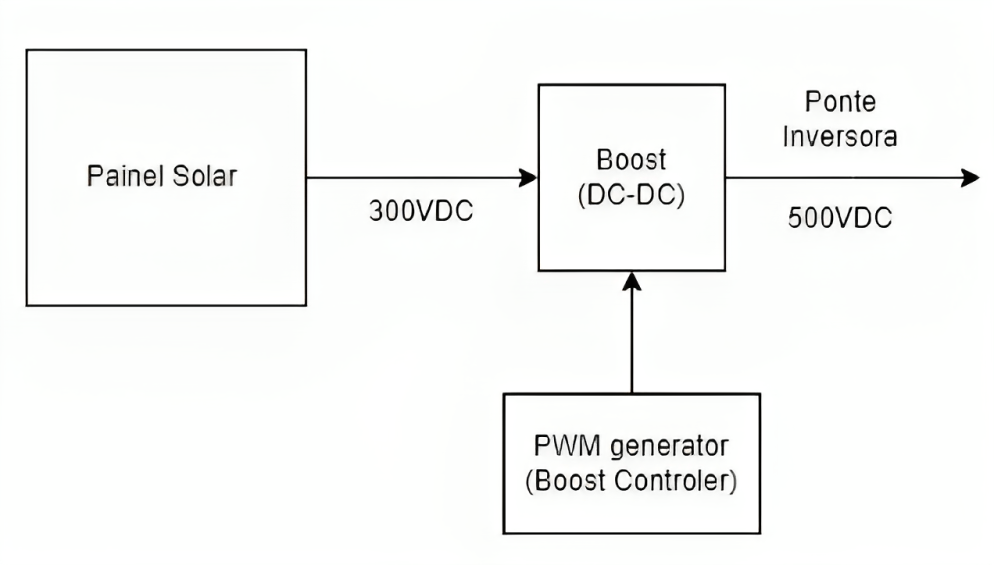 Painel Solar
300VDC
Boost
(DC-DC)
Ponte
Inversora
500VDC
PWM generator
(Boost Controler)